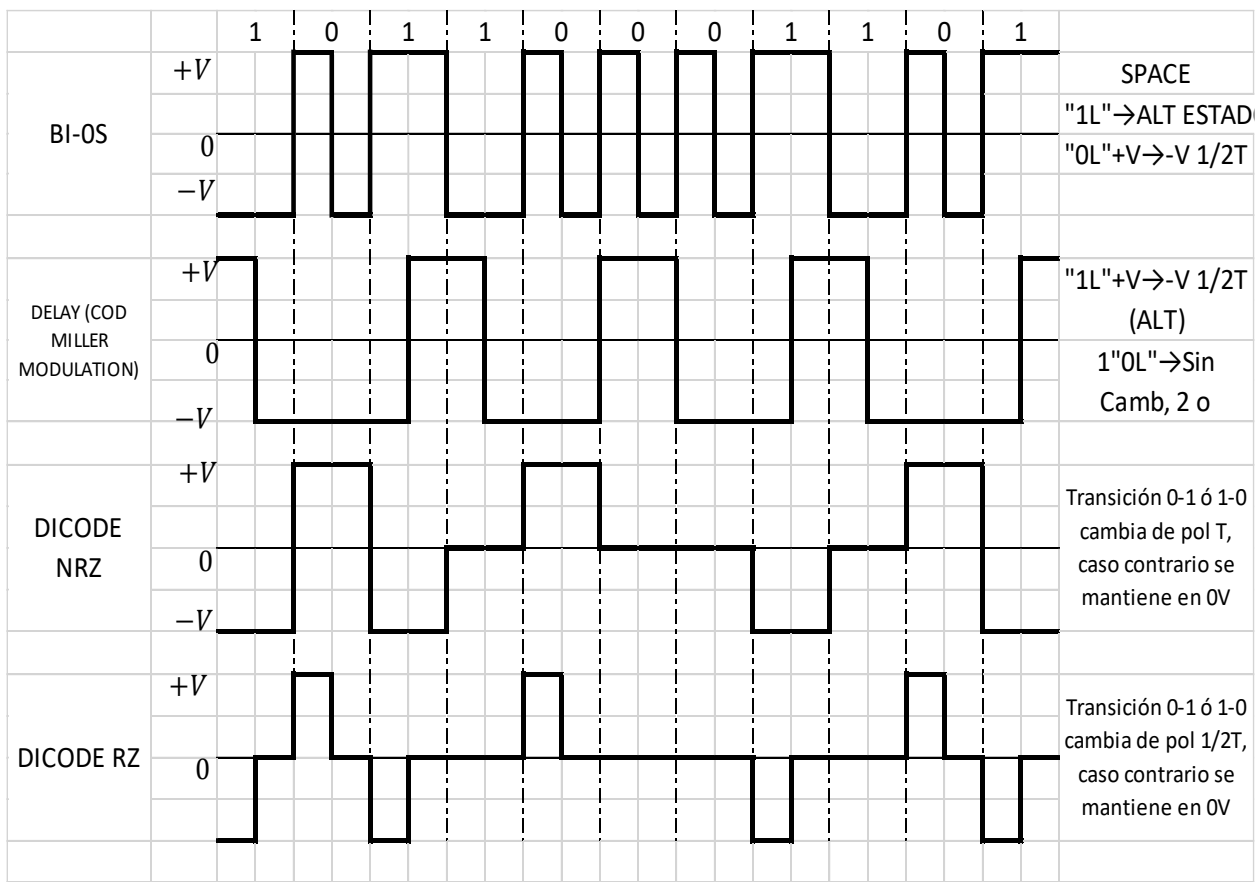 1 0 1 1 0 0 0 1 1 0 1
+V
SPACE
BI-0S
"1L"→ALT ESTAD
0
"0L"+V→-V 1/2T
−V
+V
"1L"+V→-V 1/2T
DELAY (COD
(ALT)
MILLER
0
1"0L"→Sin
MODULATION)
Camb, 2 o
−V
+V
Transición 0-1 ó 1-0
DICODE
cambia de pol T,
NRZ
0
caso contrario se
mantiene en 0V
−V
+V
Transición 0-1 ó 1-0
DICODE RZ
cambia de pol 1/2T,
0
caso contrario se
mantiene en 0V